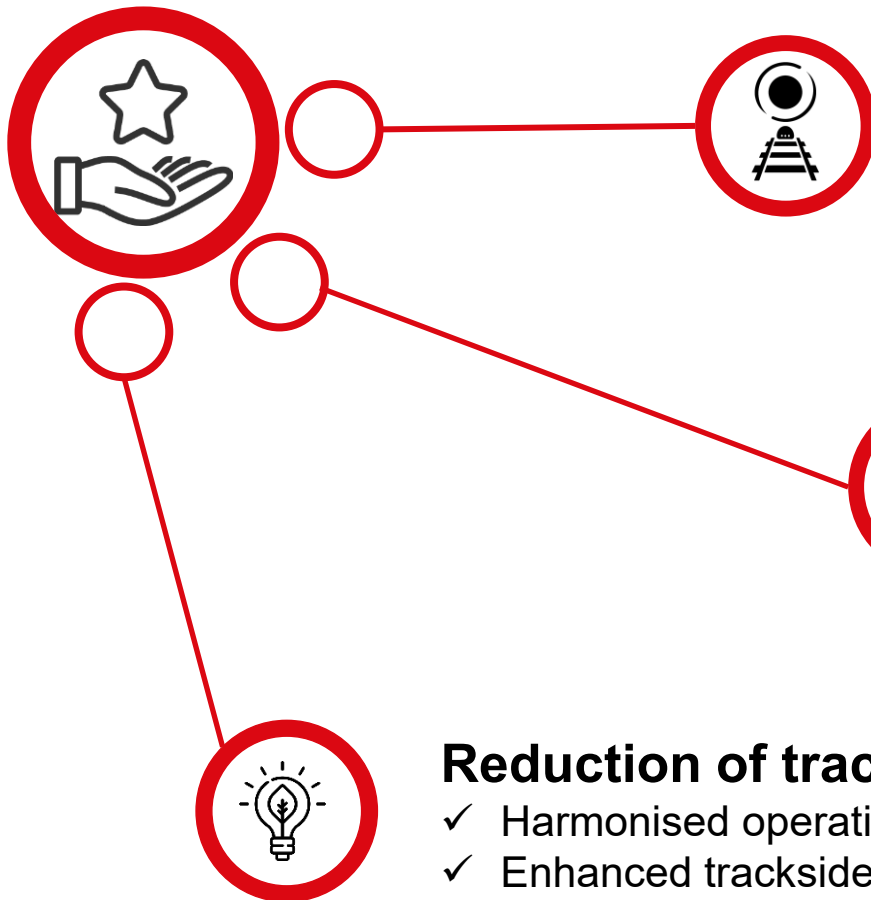 Reduction of trac
✓ Harmonised operati
✓ Enhanced trackside